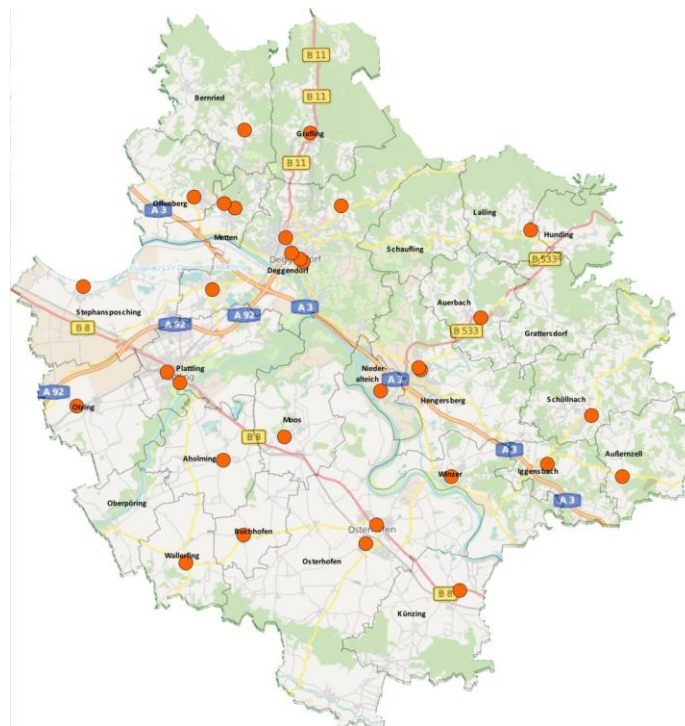 B 11
Bernried
B 11
Grafling
B 11
Offenberg
A 3
Lalling
Metten
Hunding
Schaufling
Deggendorf
B 533
Deggendorf
Stephansposching
Auerbach
A 3
A 92
A 92
B 8
B 533
Grattersdorf
Plattling
Nieder-
alteich
A 3
A 92
Hengersberg
Schöllnach
Otzing
Moos
B 8
A 3
Außernzell
Aholming
Winzer
Iggensbach
A 3
Oberpöring
Buchhofen
Osterhofen
Wallerfing
Osterhofen
B 8
Künzing